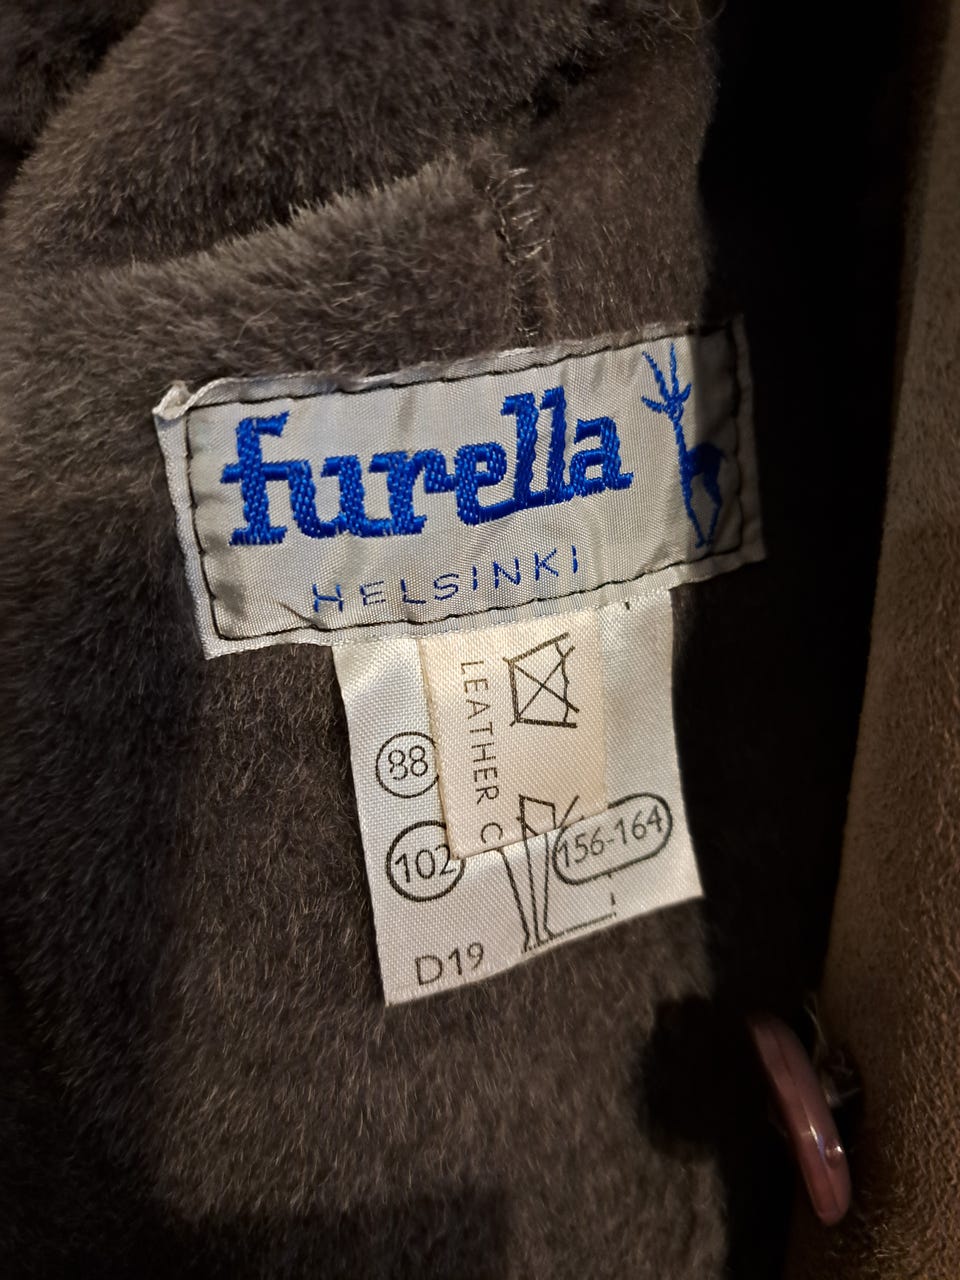 furella
HELSINKI
LEATHER C
88
102
156-164
D19